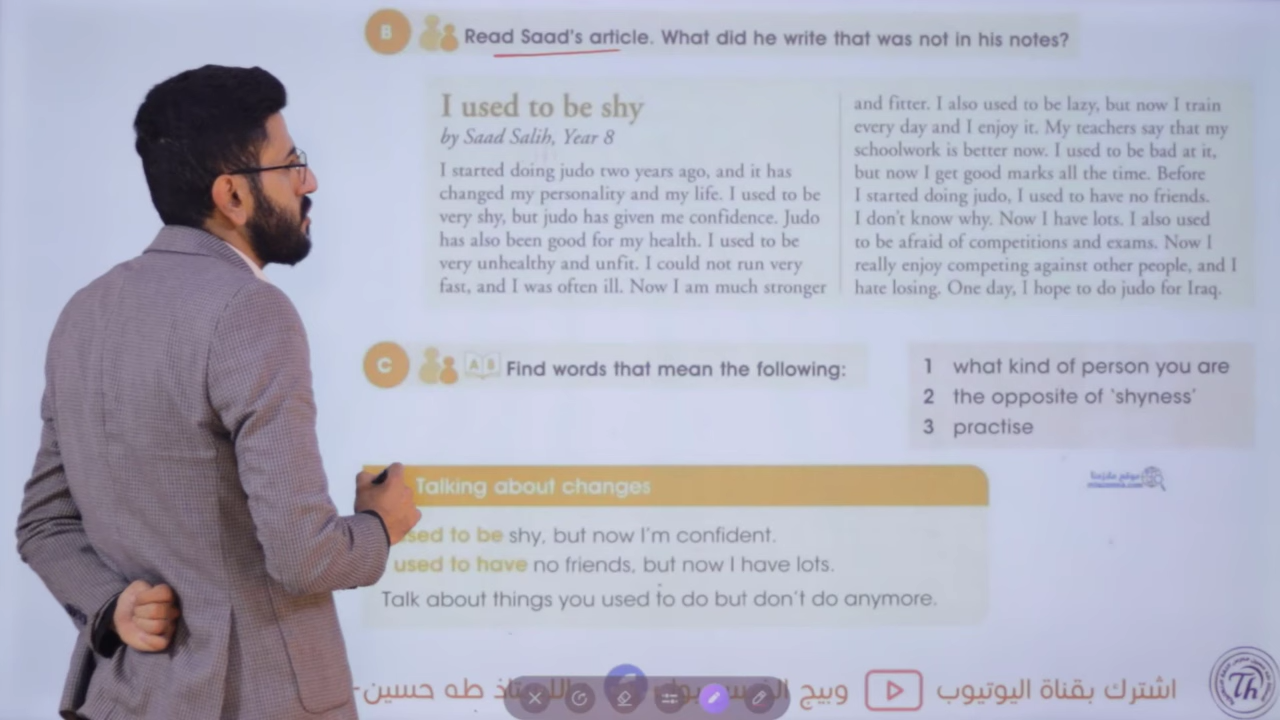 B Read Saad's article. What did he write that was not in his notes?
I used to be shy
by Saad Salih, Year 8
I started doing judo two years ago, and it has
changed my personality and my life. I used to be
very shy, but judo has given me confidence. Judo
has also been good for my health. I used to be
very unhealthy and unfit. I could not run very
fast, and I was often ill. Now I am much stronger
and fitter. I also used to be lazy, but now I train
every day and I enjoy it. My teachers say that my
schoolwork is better now. I used to be bad at it,
but now I get good marks all the time. Before
I started doing judo, I used to have no friends.
I don't know why. Now I have lots. I also used
to be afraid of competitions and exams. Now I
really enjoy competing against other people, and I
hate losing. One day, I hope to do judo for Iraq.
C AB Find words that mean the following:
1 what kind of person you are
2 the opposite of 'shyness'
3 practise
Talking about changes
sed to be shy, but now I'm confident.
used to have no friends, but now I have lots.
Talk about things you used to do but don't do anymore.
اشترك بقناة اليوتيوب وبيج طه حسين
Th